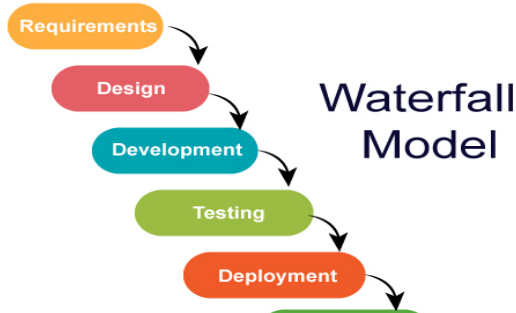 Requirements
Design
Waterfall
Model
Development
Testing
Deployment